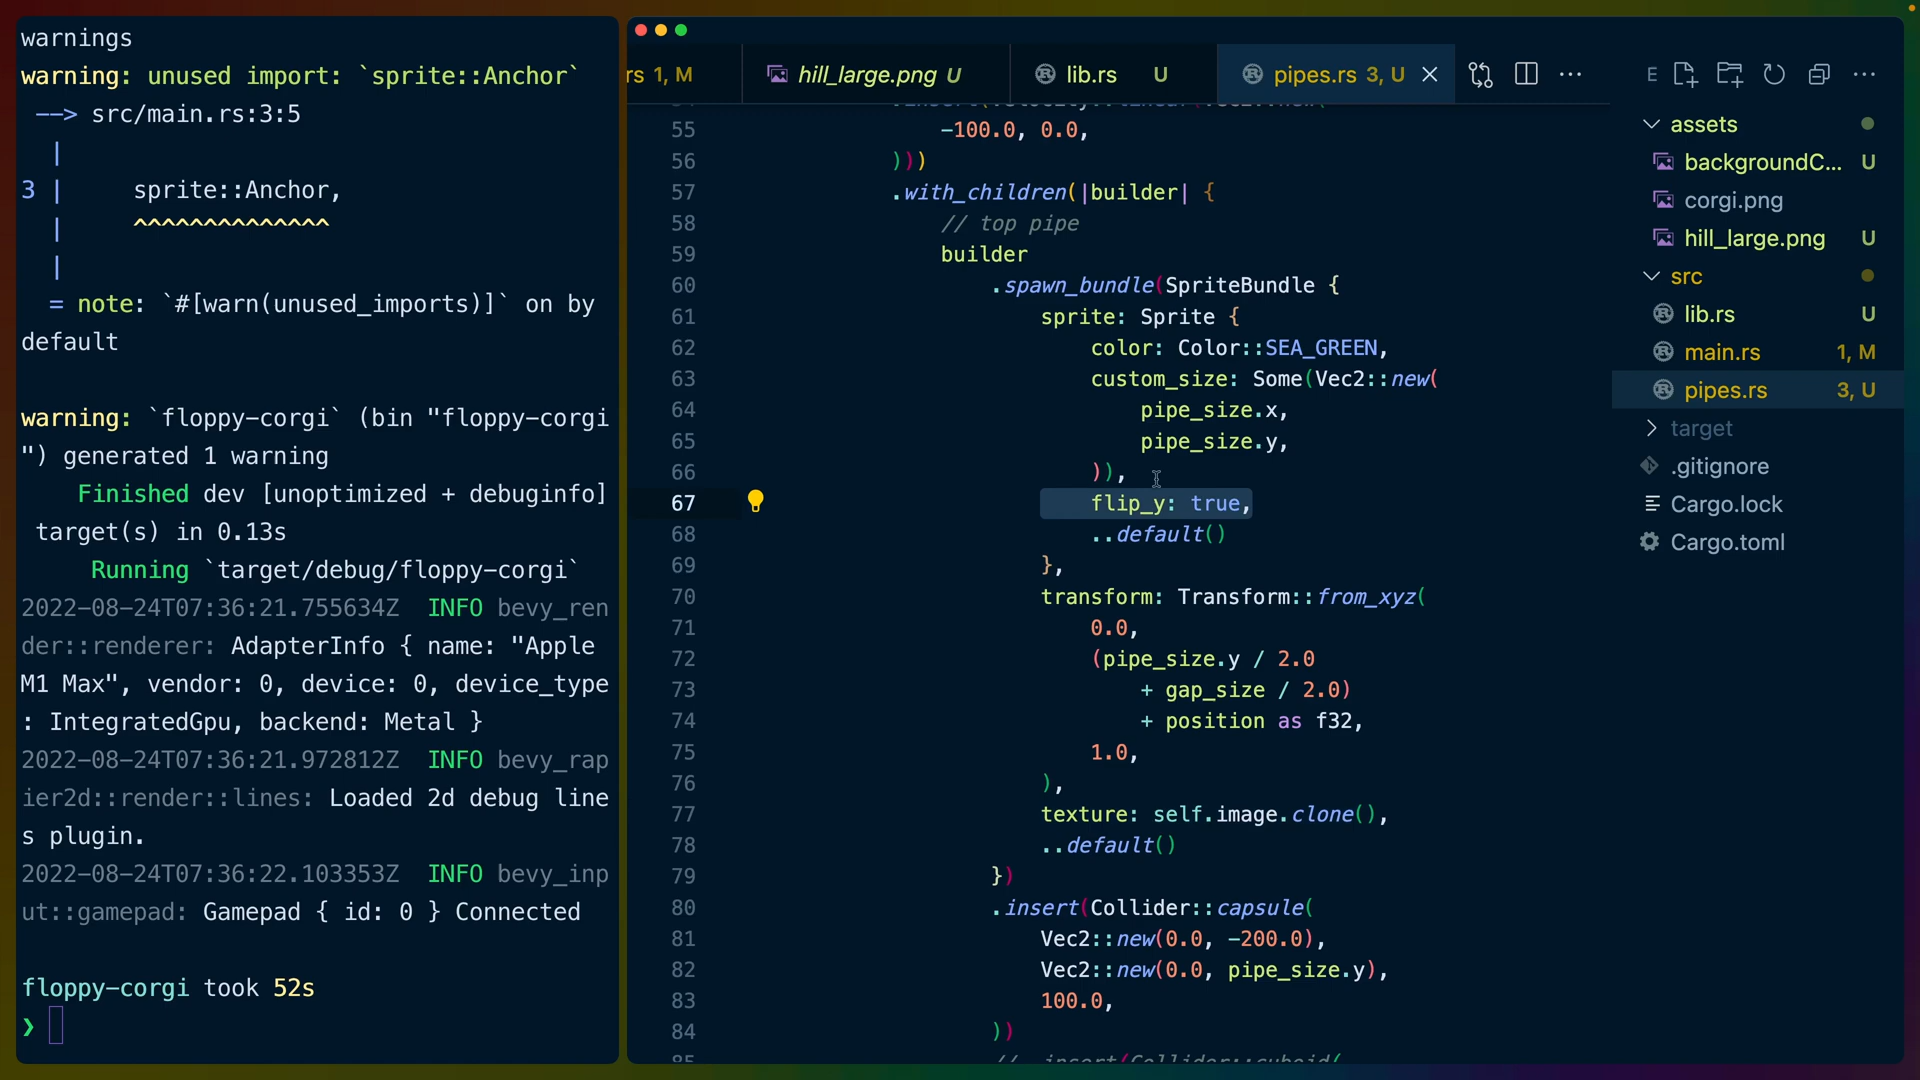 warnings
warning: unused import: `sprite::Anchor`
--> src/main.rs:3:5
|
3 |     sprite::Anchor,
|     ^^^^^^^^^^^^^^
|
= note: `#[warn(unused_imports)]` on by
default
warning: `floppy-corgi` (bin "floppy-corgi
") generated 1 warning
Finished dev [unoptimized + debuginfo]
target(s) in 0.13s
Running `target/debug/floppy-corgi`
2022-08-24T07:36:21.755634Z  INFO bevy_ren
der::renderer: AdapterInfo { name: "Apple
M1 Max", vendor: 0, device: 0, device_type
: IntegratedGpu, backend: Metal }
2022-08-24T07:36:21.972812Z  INFO bevy_rap
ier2d::render::lines: Loaded 2d debug line
s plugin.
2022-08-24T07:36:22.103353Z  INFO bevy_inp
ut::gamepad: Gamepad { id: 0 } Connected
floppy-corgi took 52s
❯
rs 1, M
hill_large.png U
lib.rs U
pipes.rs 3, U
55 -100.0, 0.0,
56 )))
57 .with_children(|builder| {
58 // top pipe
59 builder
60 .spawn_bundle(SpriteBundle {
61 sprite: Sprite {
62 color: Color::SEA_GREEN,
63 custom_size: Some(Vec2::new(
64 pipe_size.x,
65 pipe_size.y,
66 )),
67 flip_y: true,
68 ..default()
69 },
70 transform: Transform::from_xyz(
71 0.0,
72 (pipe_size.y / 2.0
73 + gap_size / 2.0)
74 + position as f32,
75 1.0,
76 ),
77 texture: self.image.clone(),
78 ..default()
79 })
80 .insert(Collider::capsule(
81 Vec2::new(0.0, -200.0),
82 Vec2::new(0.0, pipe_size.y),
83 100.0,
84 ))
85 // .insert(Collider::cuboid(
E
assets
backgroundC... U
corgi.png
hill_large.png U
src
lib.rs U
main.rs 1, M
pipes.rs 3, U
target
.gitignore
Cargo.lock
Cargo.toml